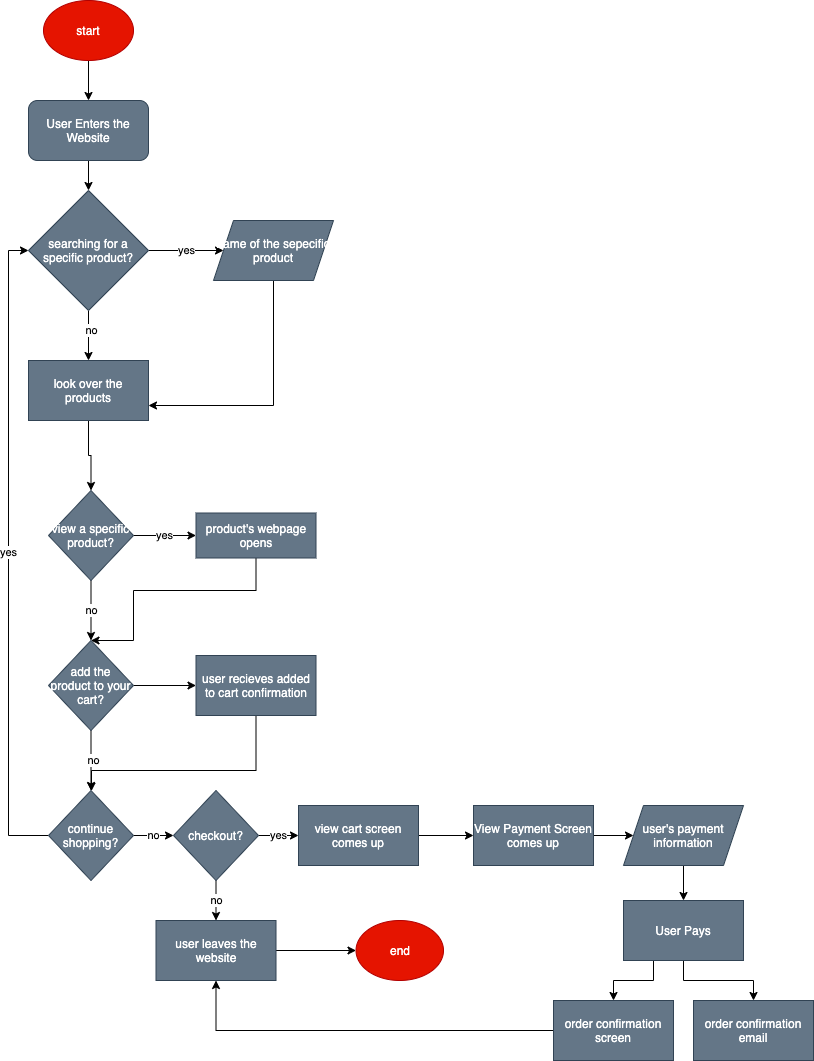 start
User Enters the
Website
searching for a
specific product?
yes
ame of the sepecific
product
no
look over the
products
view a specific
product?
yes
product's webpage
opens
yes
no
add the
product to your
cart?
user recieves added
to cart confirmation
no
continue
shopping?
no
checkout?
yes
view cart screen
comes up
View Payment Screen
comes up
user's payment
information
no
User Pays
user leaves the
website
end
order confirmation
screen
order confirmation
email